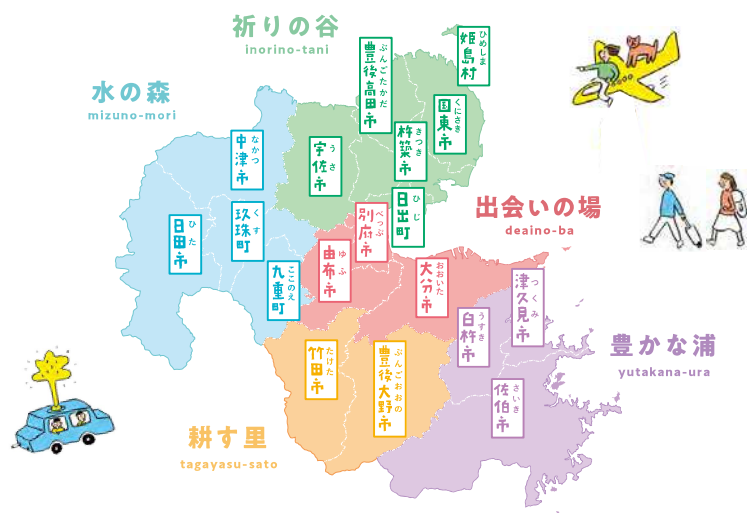 祈りの谷
inorino-tani
水の森
mizuno-mori
ひめしま
姫島村
ぶんごたかだ
豊後高田市
くにさき
国東市
きつき
杵築市
うさ
宇佐市
なかつ
中津市
ひじ
日出町
べっぷ
別府市
くす
玖珠町
ひた
日田市
出会いの場
deaino-ba
ゆふ
由布市
おおいた
大分市
ここのえ
九重町
つくみ
津久見市
うすき
臼杵市
豊かな浦
yutakana-ura
たけた
竹田市
ぶんごおおの
豊後大野市
さいき
佐伯市
耕す里
tagayasu-sato